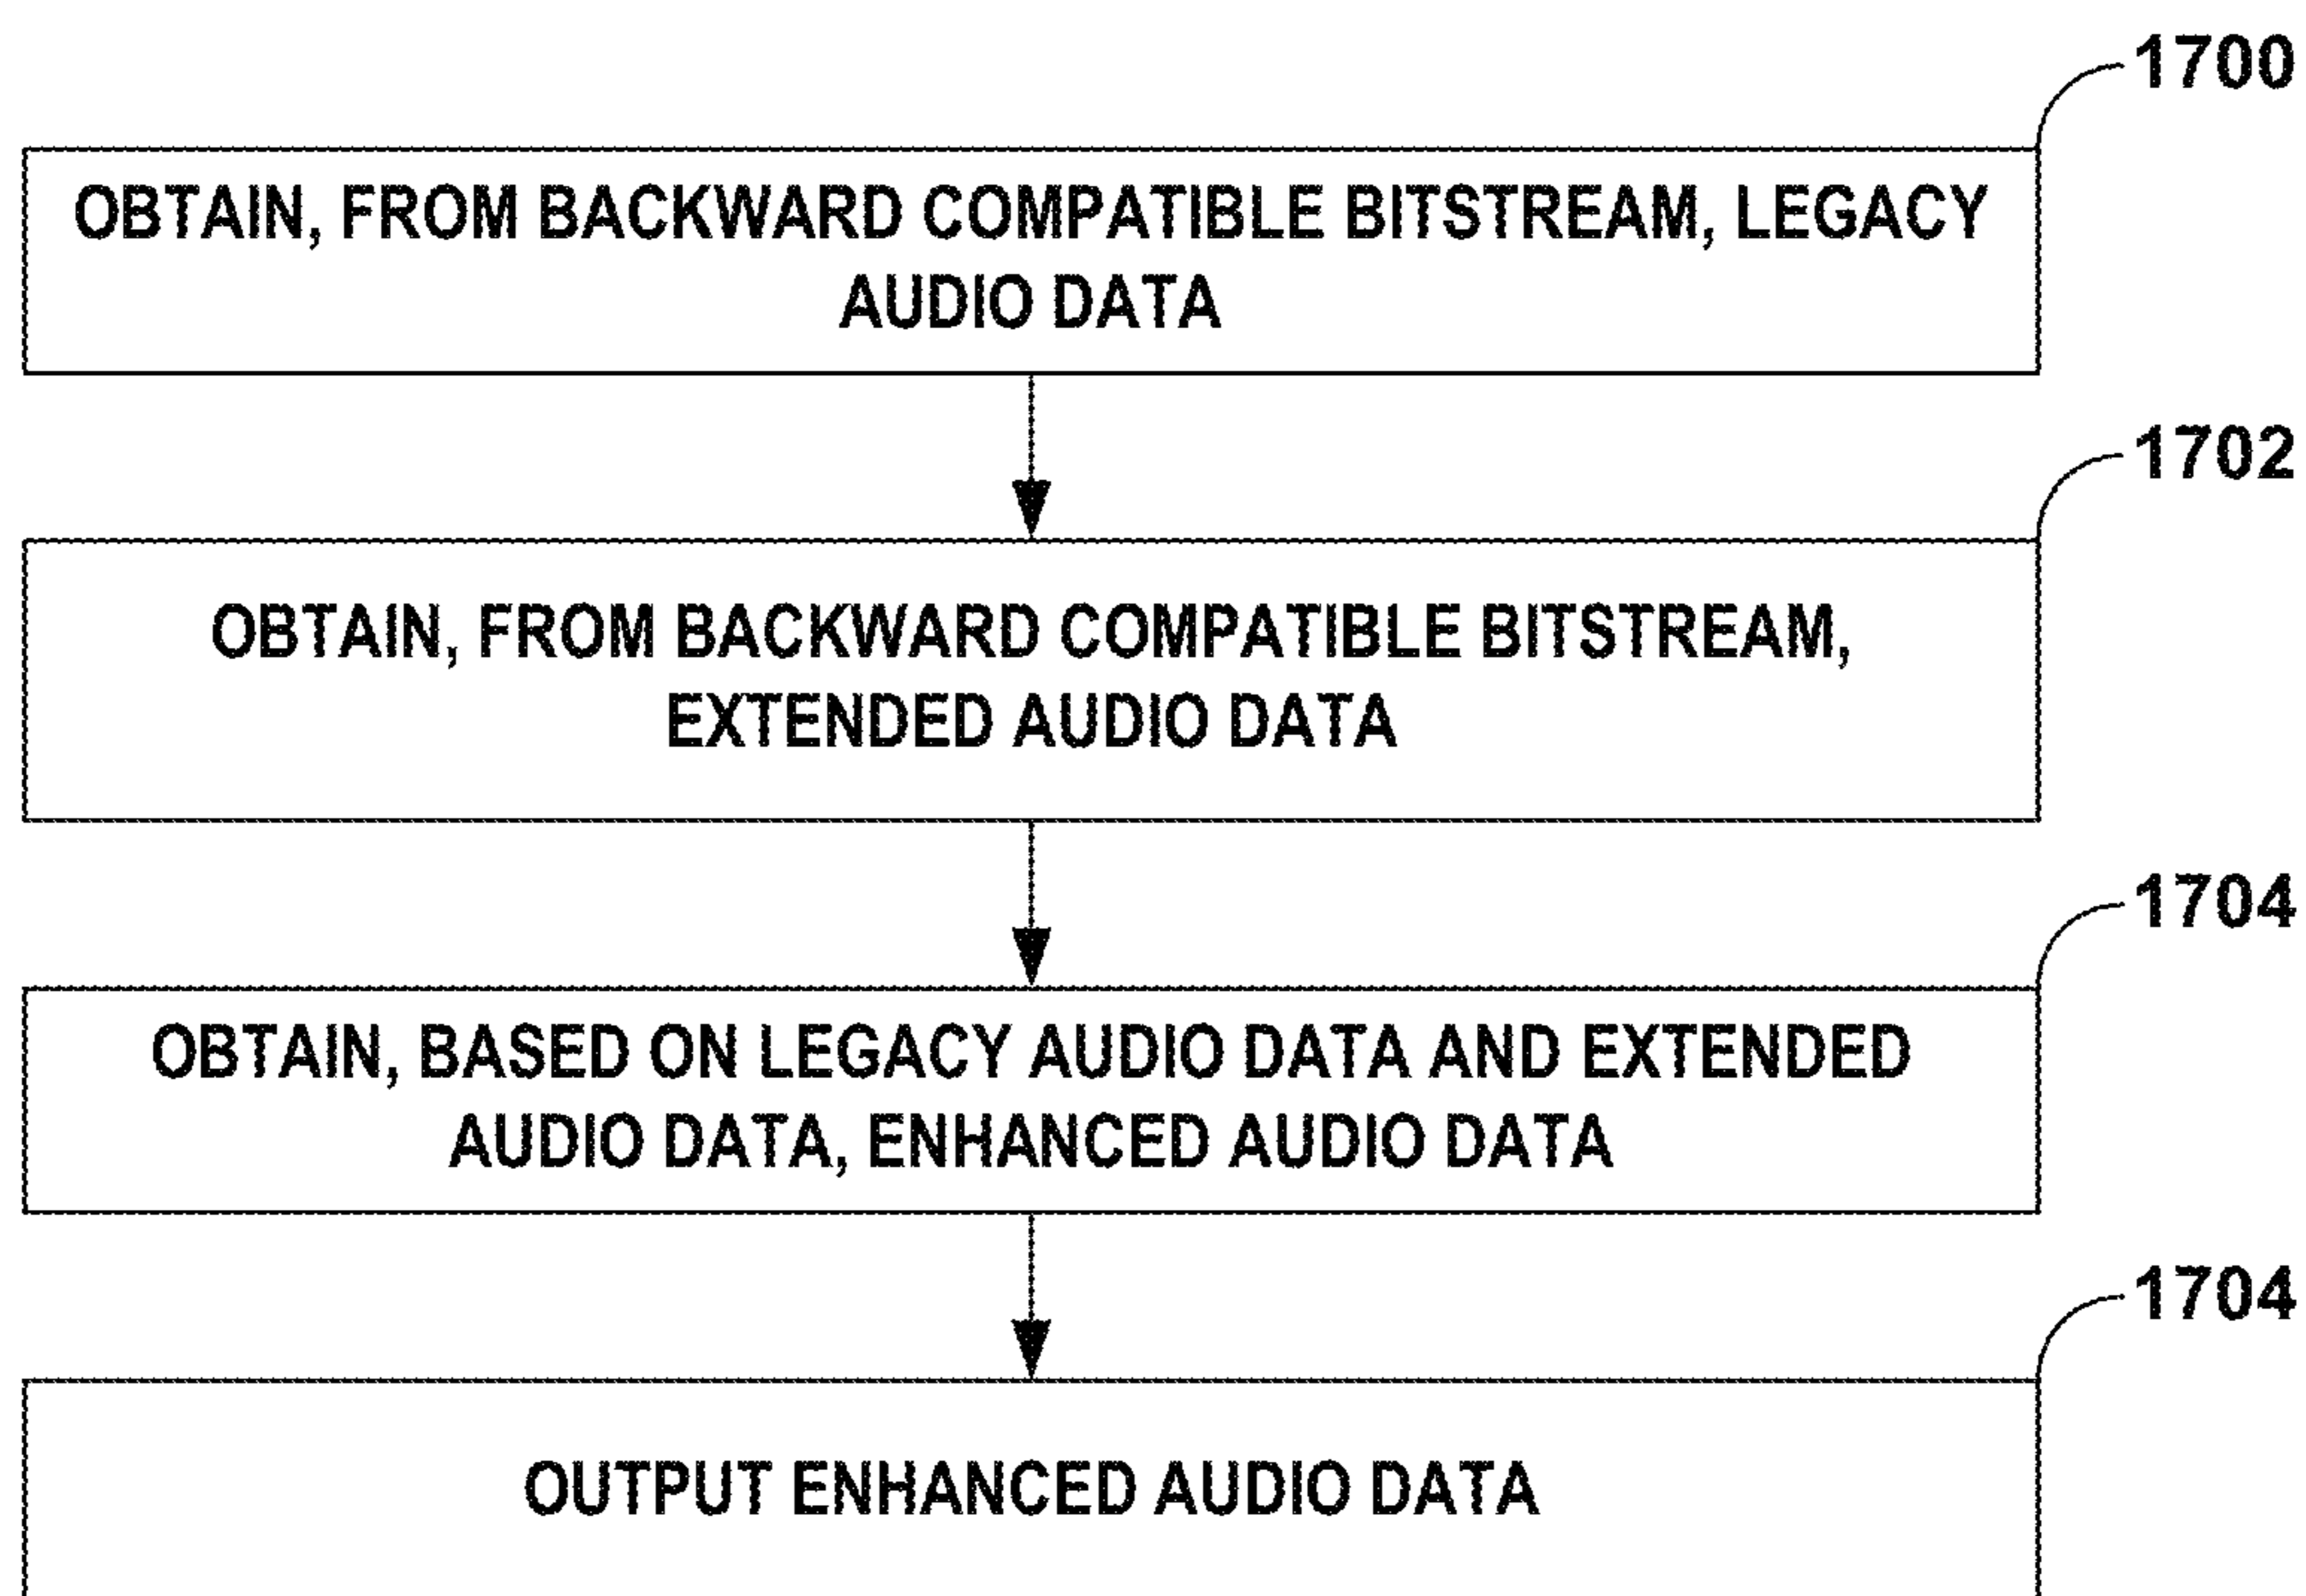 1700
OBTAIN, FROM BACKWARD COMPATIBLE BITSTREAM, LEGACY
AUDIO DATA
1702
OBTAIN, FROM BACKWARD COMPATIBLE BITSTREAM,
EXTENDED AUDIO DATA
1704
OBTAIN, BASED ON LEGACY AUDIO DATA AND EXTENDED
AUDIO DATA, ENHANCED AUDIO DATA
1704
OUTPUT ENHANCED AUDIO DATA